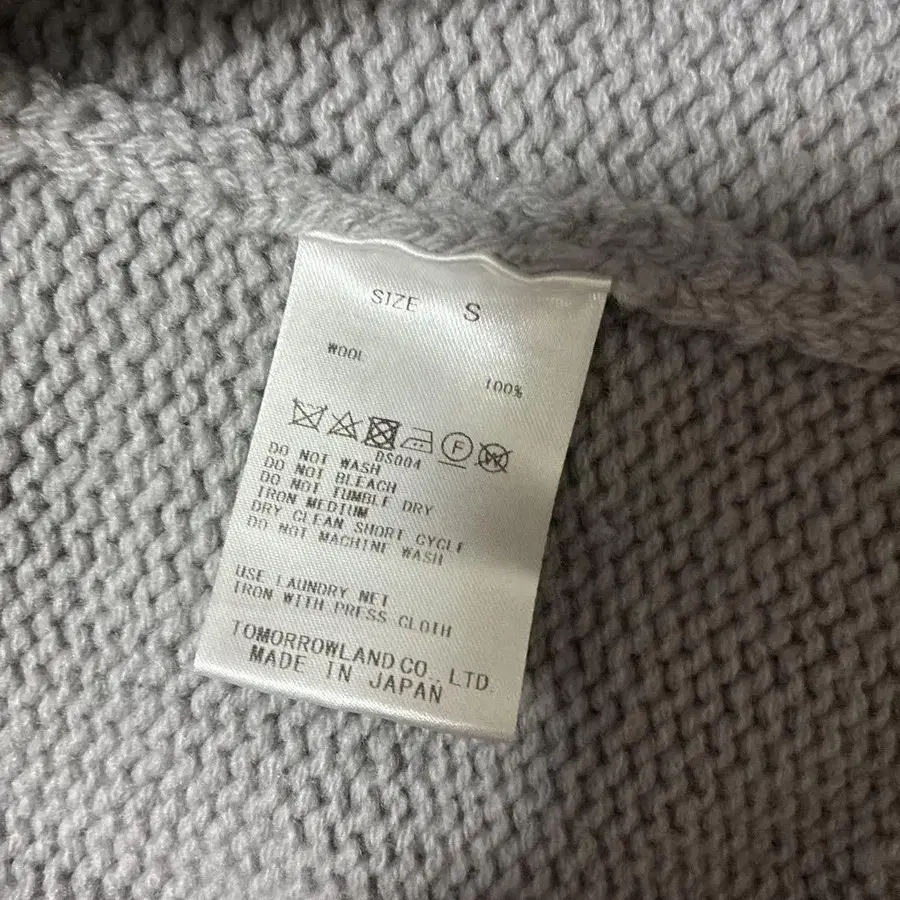 SIZE S
WOOL
100%
F
W
DS004
DO NOT WASH
DO NOT BLEACH
DO NOT TUMBLE DRY
IRON MEDIUM
DRY CLEAN SHORT CYCLE
DO NOT MACHINE WASH
USE LAUNDRY NET
IRON WITH PRESS CLOTH
TOMORROWLAND CO., LTD.
MADE IN JAPAN